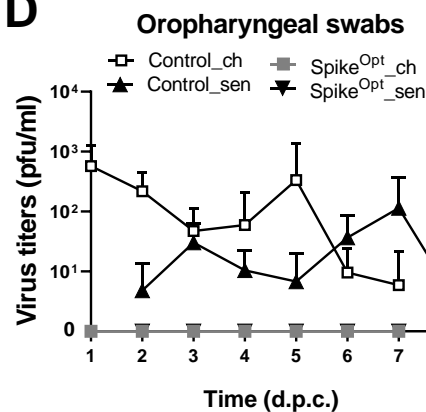 D
Oropharyngeal swabs
Control_ch
Control_sen
Spike^Opt_ch
Spike^Opt_sen
Virus titers (pfu/ml)
10⁴
10³
10²
10¹
0
1 2 3 4 5 6 7
Time (d.p.c.)